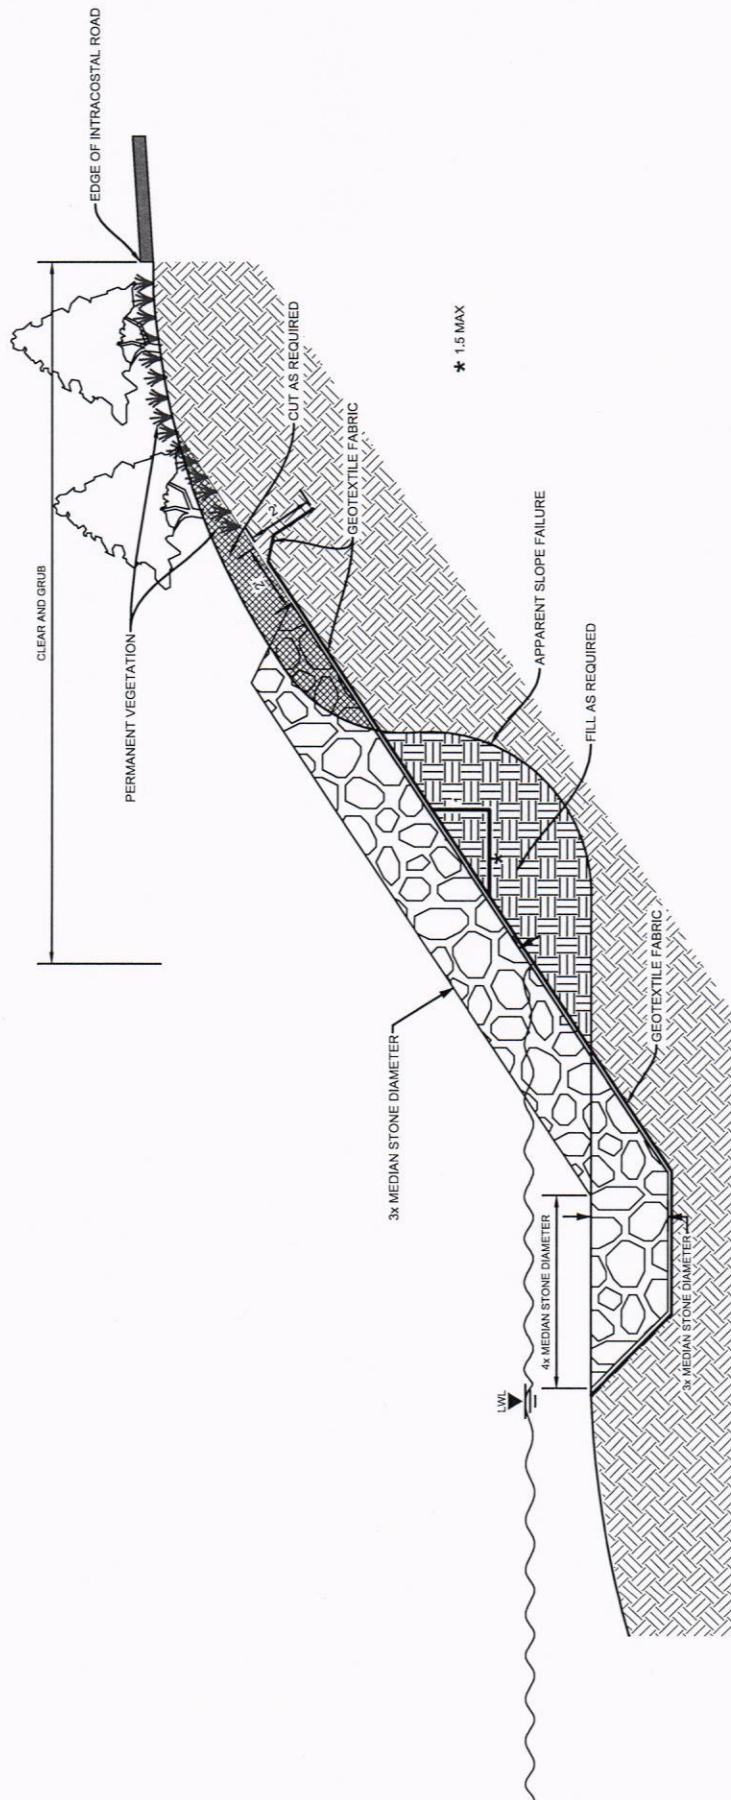 EDGE OF INTRACOSTAL ROAD
CLEAR AND GRUB
PERMANENT VEGETATION
CUT AS REQUIRED
* 1.5 MAX
2'
2'
GEOTEXTILE FABRIC
APPARENT SLOPE FAILURE
FILL AS REQUIRED
1
*
3x MEDIAN STONE DIAMETER
GEOTEXTILE FABRIC
4x MEDIAN STONE DIAMETER
3x MEDIAN STONE DIAMETER
LWL